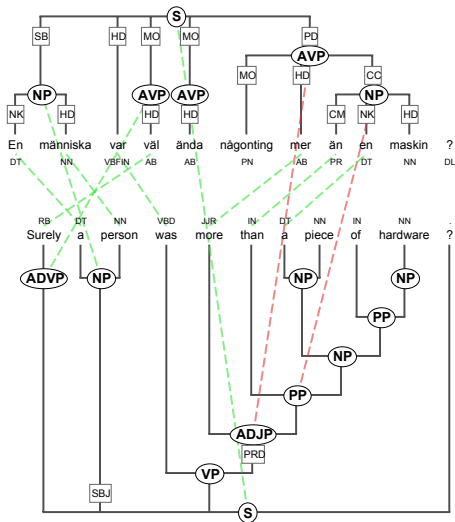 S
SB HD MO MO PD
AVP
MO HD CC
NP AVP AVP NP
NK HD HD HD CM NK HD
En människa var väl ända någonting mer än en maskin ?
DT NN VBFIN AB AB PN AB PR DT NN DL
RB DT NN VBD JJR IN DT NN IN NN .
Surely a person was more than a piece of hardware ?
ADVP NP NP NP
PP
NP
PP
ADJP
PRD
VP
SBJ
S